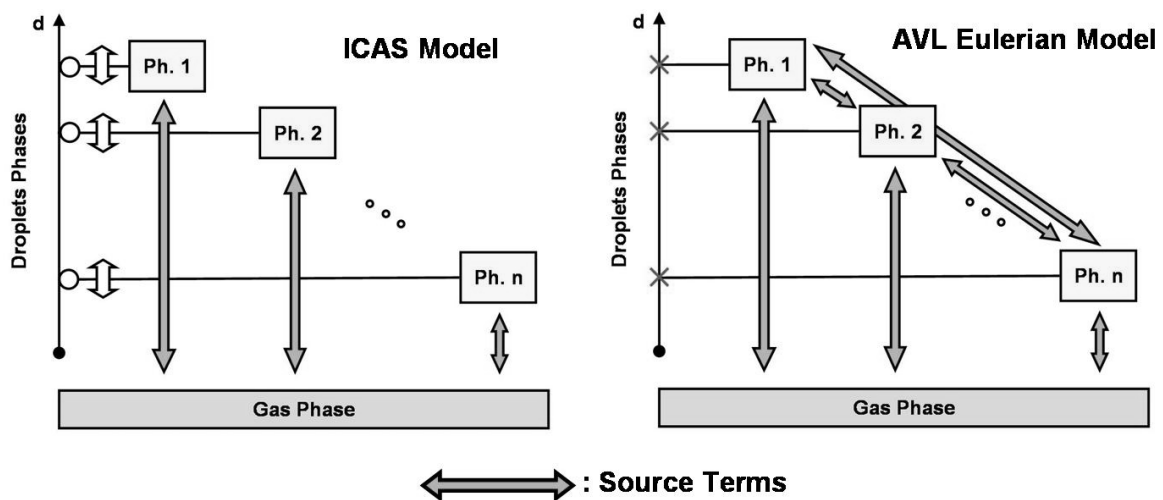 d
ICAS Model
Ph. 1
Ph. 2
Ph. n
Droplets Phases
Gas Phase
d
AVL Eulerian Model
Ph. 1
Ph. 2
Ph. n
Droplets Phases
Gas Phase
: Source Terms